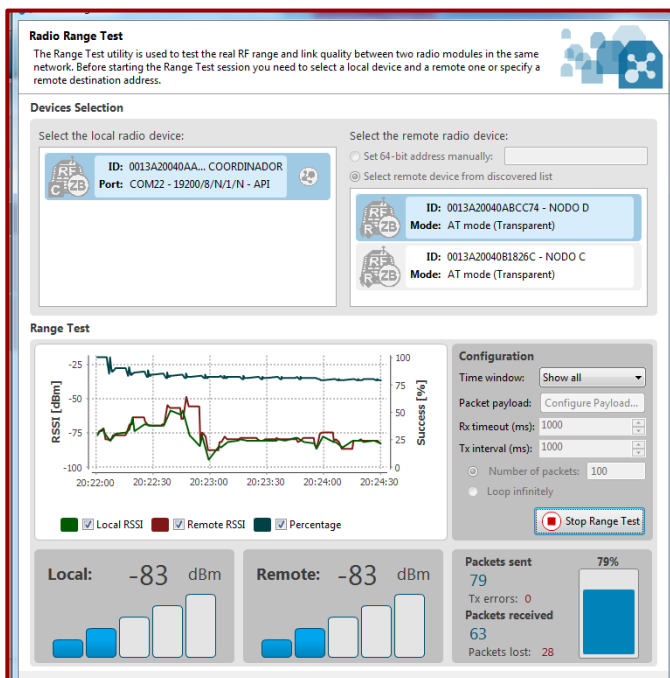 Radio Range Test
The Range Test utility is used to test the real RF range and link quality between two radio modules in the same
network. Before starting the Range Test session you need to select a local device and a remote one or specify a
remote destination address.
Devices Selection
Select the local radio device:
ID: 0013A20040AA... COORDINADOR
Port: COM22 - 19200/8/N/1/N - API
RF
C ZB
Select the remote radio device:
Set 64-bit address manually:
Select remote device from discovered list
ID: 0013A20040ABCC74 - NODO D
Mode: AT mode (Transparent)
RF
R ZB
ID: 0013A20040B1826C - NODO C
Mode: AT mode (Transparent)
RF
R ZB
Range Test
RSSI [dBm]
-25
-50
-75
-100
Success [%]
100
75
50
25
0
20:22:00 20:22:30 20:23:00 20:23:30 20:24:00 20:24:30
Local RSSI Remote RSSI Percentage
Configuration
Time window: Show all
Packet payload: Configure Payload...
Rx timeout (ms): 1000
Tx interval (ms): 1000
Number of packets: 100
Loop infinitely
Stop Range Test
Local: -83 dBm
Remote: -83 dBm
Packets sent
79
Tx errors: 0
Packets received
63
Packets lost: 28
79%